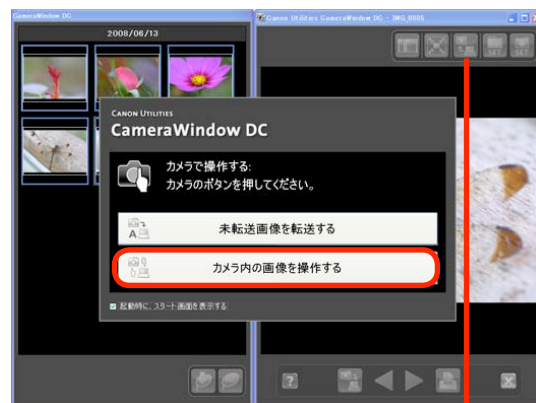 CameraWindow DC
Canon Utilities CameraWindow DC - IMG_0005
2008/06/13
SET
SET
CANON UTILITIES
CameraWindow DC
カメラで操作する:
カメラのボタンを押してください。
A
未転送画像を転送する
カメラ内の画像を操作する
起動時に、スタート画面を表示する
?